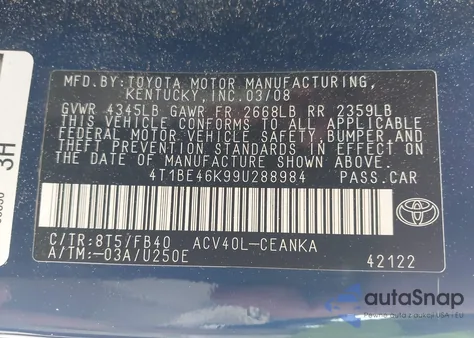 MFD.BY:TOYOTA MOTOR MANUFACTURING,
KENTUCKY,INC.03/08
GVWR 4345LB GAWR FR 2668LB RR 2359LB
THIS VEHICLE CONFORMS TO ALL APPLICABLE
FEDERAL MOTOR VEHICLE SAFETY,BUMPER,AND
THEFT PREVENTION STANDARDS IN EFFECT ON
THE DATE OF MANUFACTURE SHOWN ABOVE.
4T1BE46K99U288984 PASS.CAR
C/TR:8T5/FB40 ACV40L-CEANKA
A/TM:-03A/U250E 42122
TOYOTA
3H
autoSnap